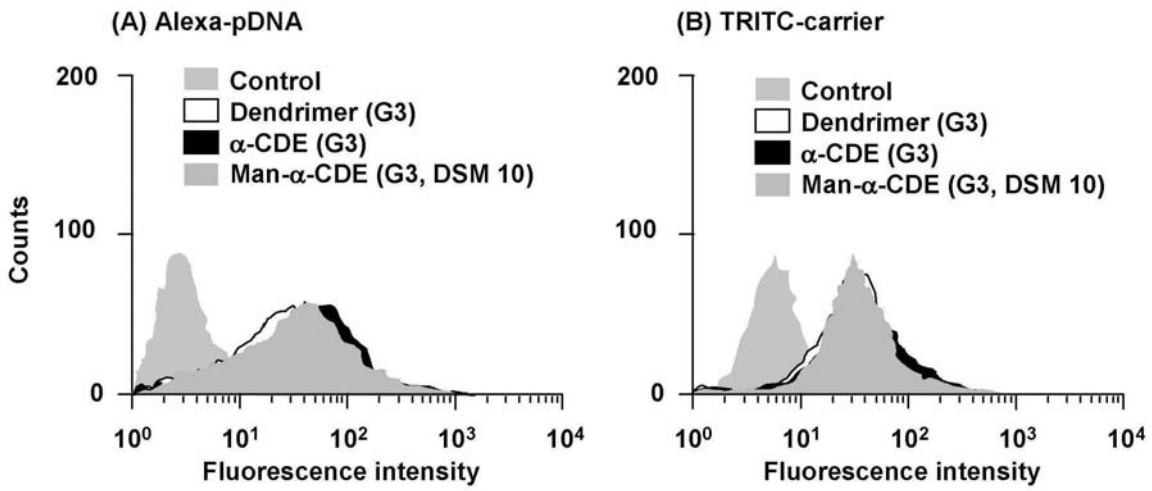 (A) Alexa-pDNA
200
Control
Dendrimer (G3)
α-CDE (G3)
Man-α-CDE (G3, DSM 10)
100
0
Counts
10⁰ 10¹ 10² 10³ 10⁴
Fluorescence intensity
(B) TRITC-carrier
200
Control
Dendrimer (G3)
α-CDE (G3)
Man-α-CDE (G3, DSM 10)
100
0
10⁰ 10¹ 10² 10³ 10⁴
Fluorescence intensity